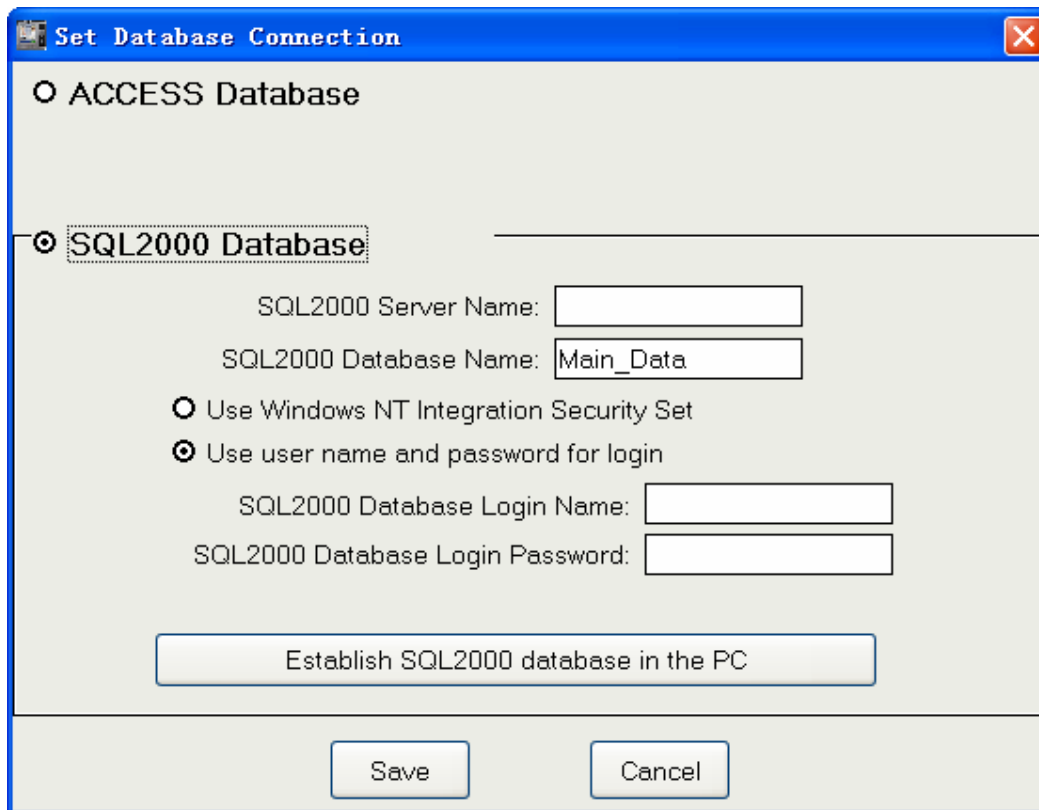 Set Database Connection
ACCESS Database
SQL2000 Database
SQL2000 Server Name:
SQL2000 Database Name: Main_Data
Use Windows NT Integration Security Set
Use user name and password for login
SQL2000 Database Login Name:
SQL2000 Database Login Password:
Establish SQL2000 database in the PC
Save Cancel